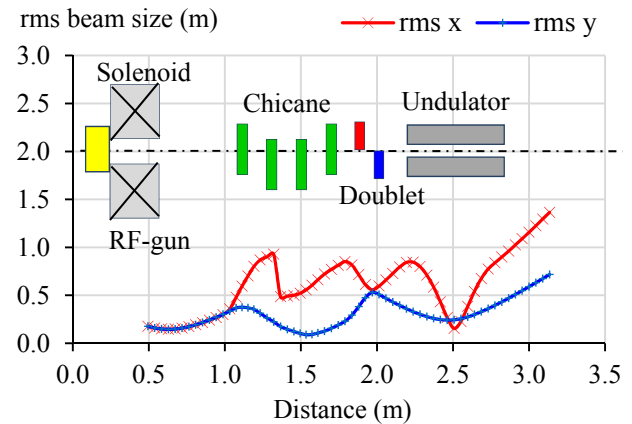 rms beam size (m)
rms x
rms y
3.0
2.5
2.0
1.5
1.0
0.5
0.0
Solenoid
Chicane
Undulator
Doublet
RF-gun
0.0 0.5 1.0 1.5 2.0 2.5 3.0 3.5
Distance (m)